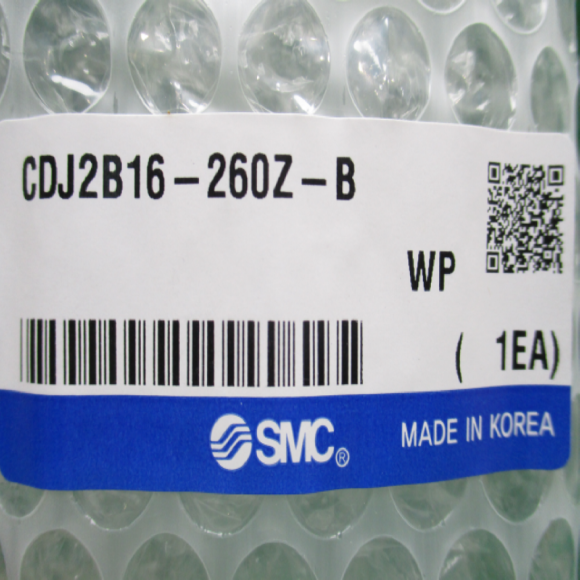 CDJ2B16-260Z-B
WP
( 1EA)
SMC®
MADE IN KOREA